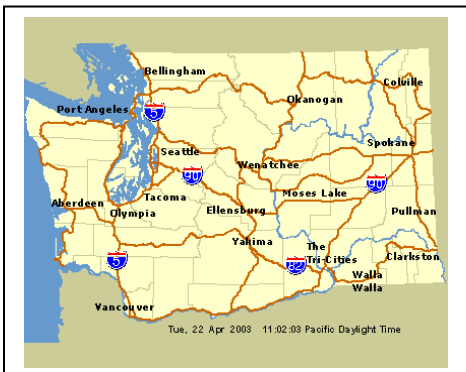 Bellingham
Colville
Okanogan
Port Angeles
5
Spokane
Seattle
Wenatchee
90
90
Moses Lake
Tacoma
Aberdeen
Olympia
Ellensburg
Pullman
Yakima
The
Tri-Cities
Clarkston
5
82
Walla
Walla
Vancouver
Tue, 22 Apr 2003 11:02:03 Pacific Daylight Time